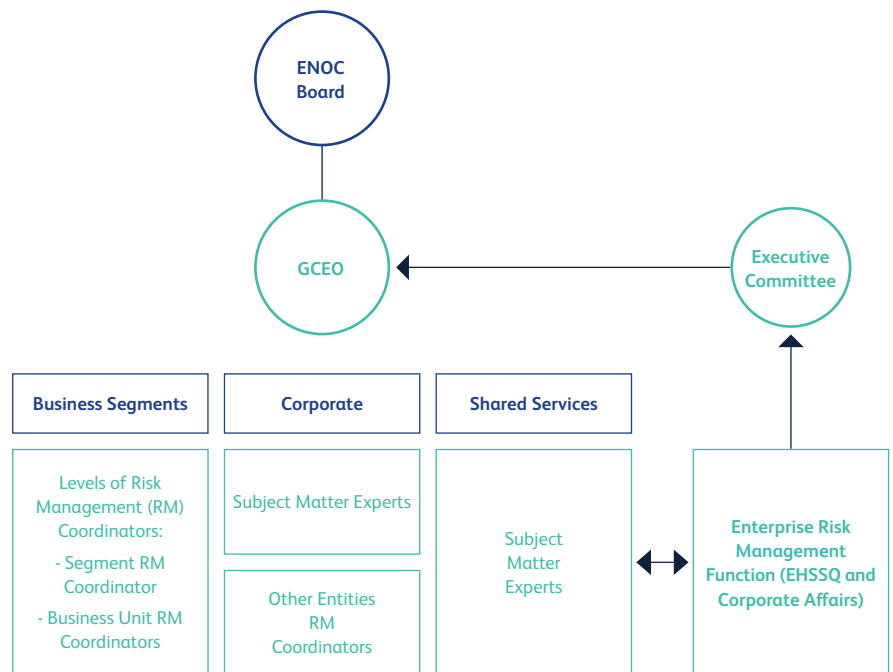 ENOC
Board
GCEO
Executive
Committee
Business Segments
Corporate
Shared Services
Levels of Risk
Management (RM)
Coordinators:
- Segment RM
Coordinator
- Business Unit RM
Coordinators
Subject Matter Experts
Other Entities
RM
Coordinators
Subject
Matter
Experts
Enterprise Risk
Management
Function (EHSSQ and
Corporate Affairs)